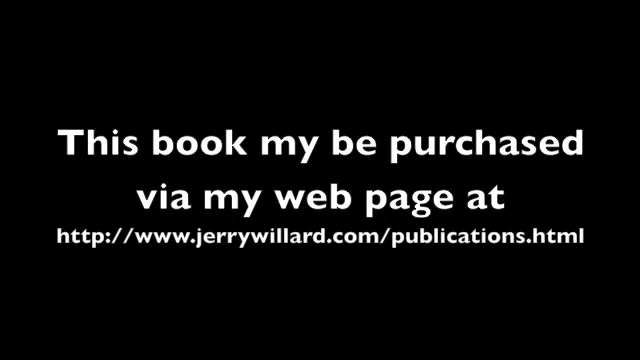 This book my be purchased
via my web page at
http://www.jerrywillard.com/publications.html